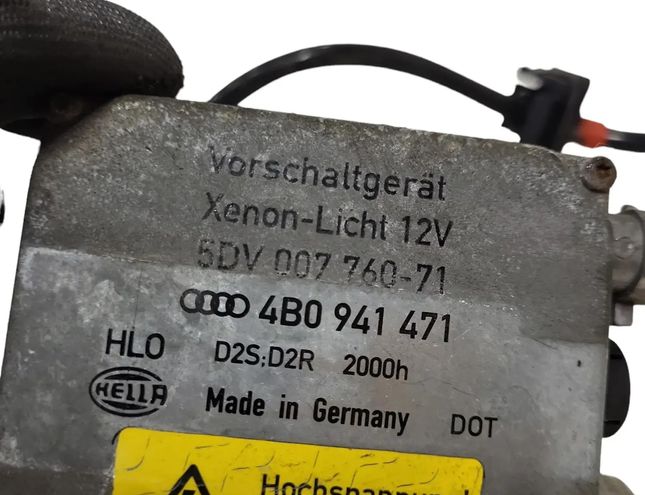 Vorschaltgerät
Xenon-Licht 12V
5DV 007 760-71
4B0 941 471
HLO D2S;D2R 2000h
HELLA Made in Germany DOT